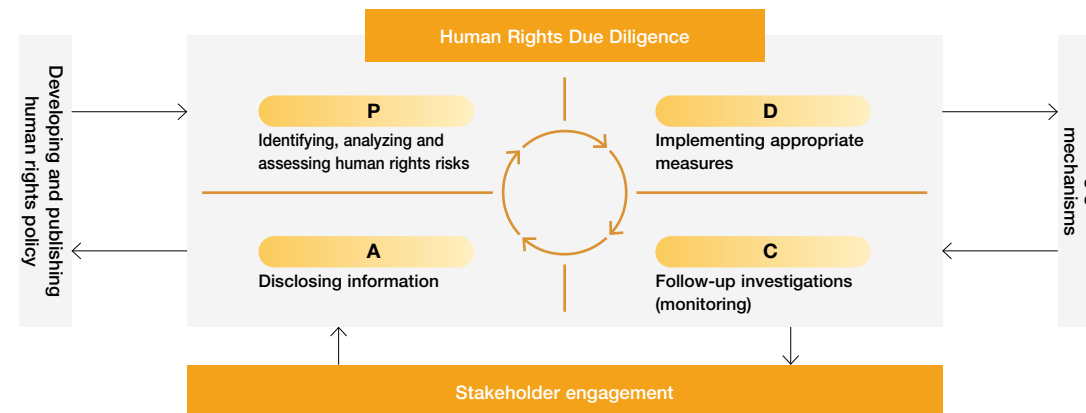 Human Rights Due Diligence
Developing and publishing
human rights policy
P
Identifying, analyzing and
assessing human rights risks
D
Implementing appropriate
measures
A
Disclosing information
C
Follow-up investigations
(monitoring)
mechanisms
Stakeholder engagement